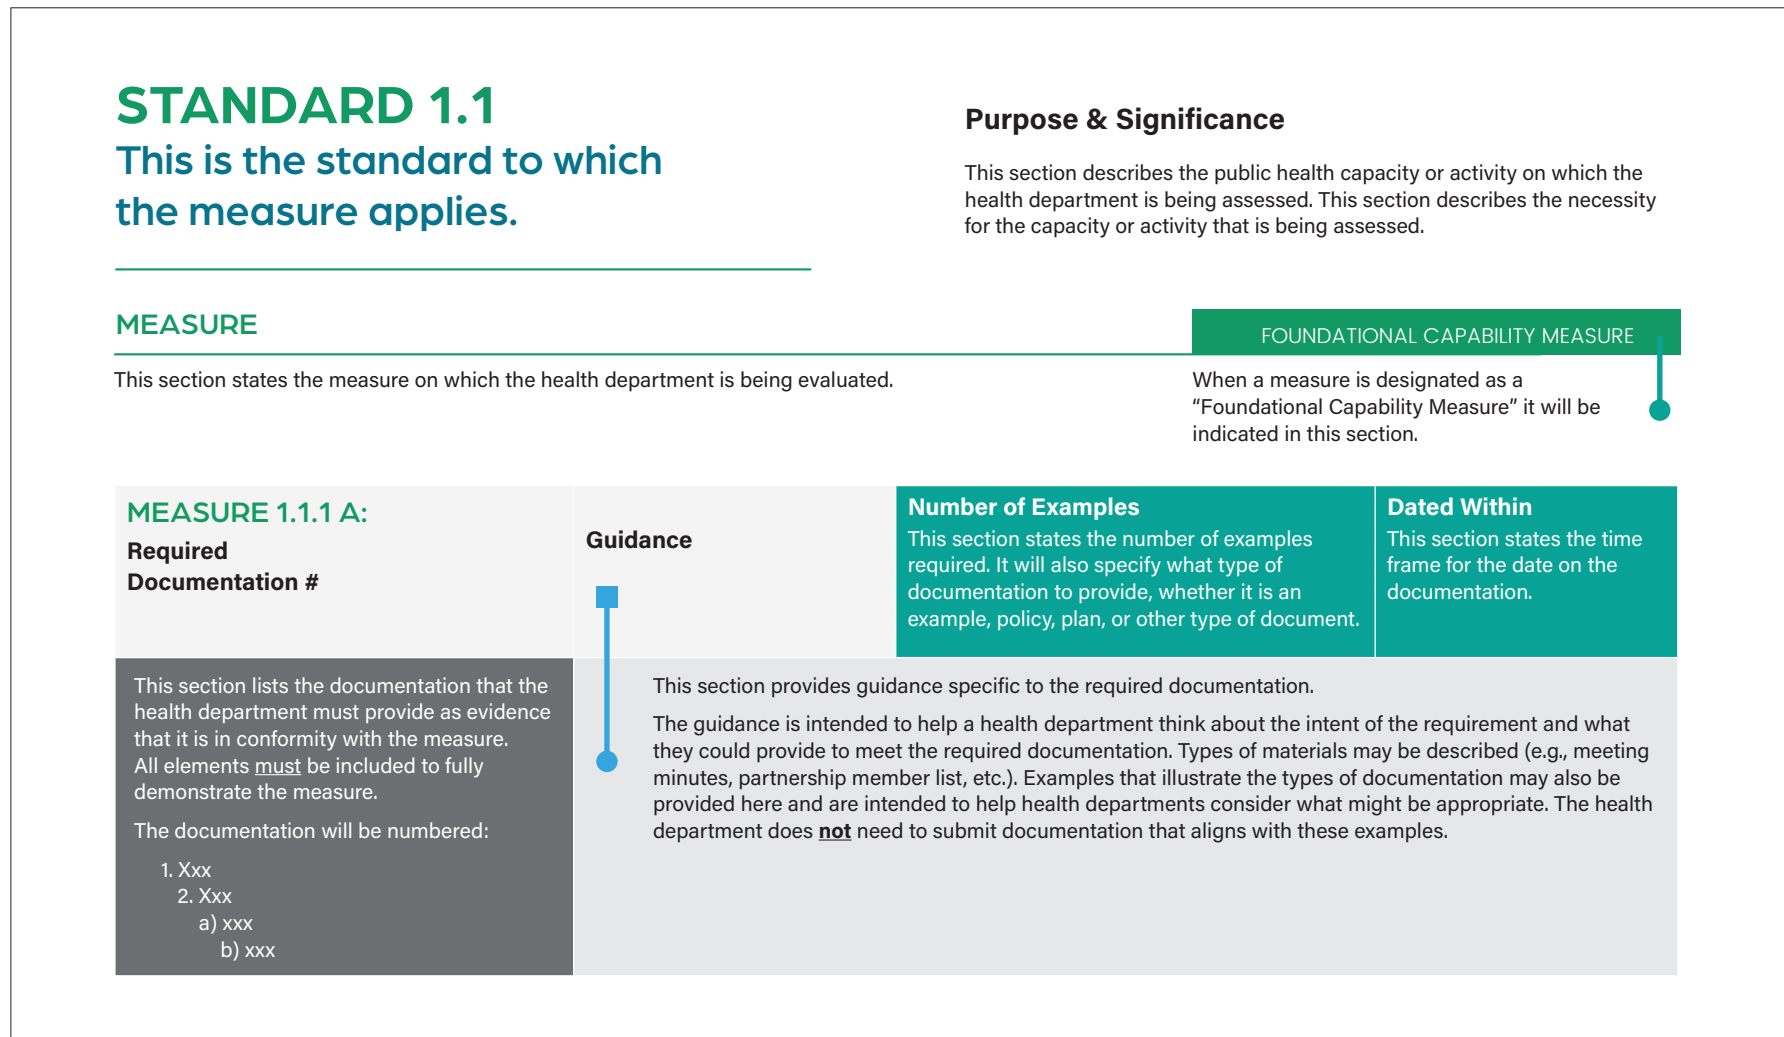 STANDARD 1.1
This is the standard to which
the measure applies.
Purpose & Significance
This section describes the public health capacity or activity on which the
health department is being assessed. This section describes the necessity
for the capacity or activity that is being assessed.
MEASURE
FOUNDATIONAL CAPABILITY MEASURE
This section states the measure on which the health department is being evaluated.
When a measure is designated as a
“Foundational Capability Measure” it will be
indicated in this section.
MEASURE 1.1.1 A:
Required
Documentation #
Guidance
Number of Examples
This section states the number of examples
required. It will also specify what type of
documentation to provide, whether it is an
example, policy, plan, or other type of document.
Dated Within
This section states the time
frame for the date on the
documentation.
This section lists the documentation that the
health department must provide as evidence
that it is in conformity with the measure.
All elements must be included to fully
demonstrate the measure.
The documentation will be numbered:
1. Xxx
2. Xxx
a) xxx
b) xxx
This section provides guidance specific to the required documentation.
The guidance is intended to help a health department think about the intent of the requirement and what
they could provide to meet the required documentation. Types of materials may be described (e.g., meeting
minutes, partnership member list, etc.). Examples that illustrate the types of documentation may also be
provided here and are intended to help health departments consider what might be appropriate. The health
department does not need to submit documentation that aligns with these examples.